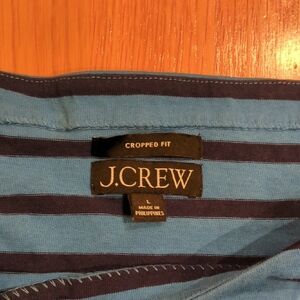 CROPPED FIT
J.CREW
L
MADE IN
PHILIPPINES